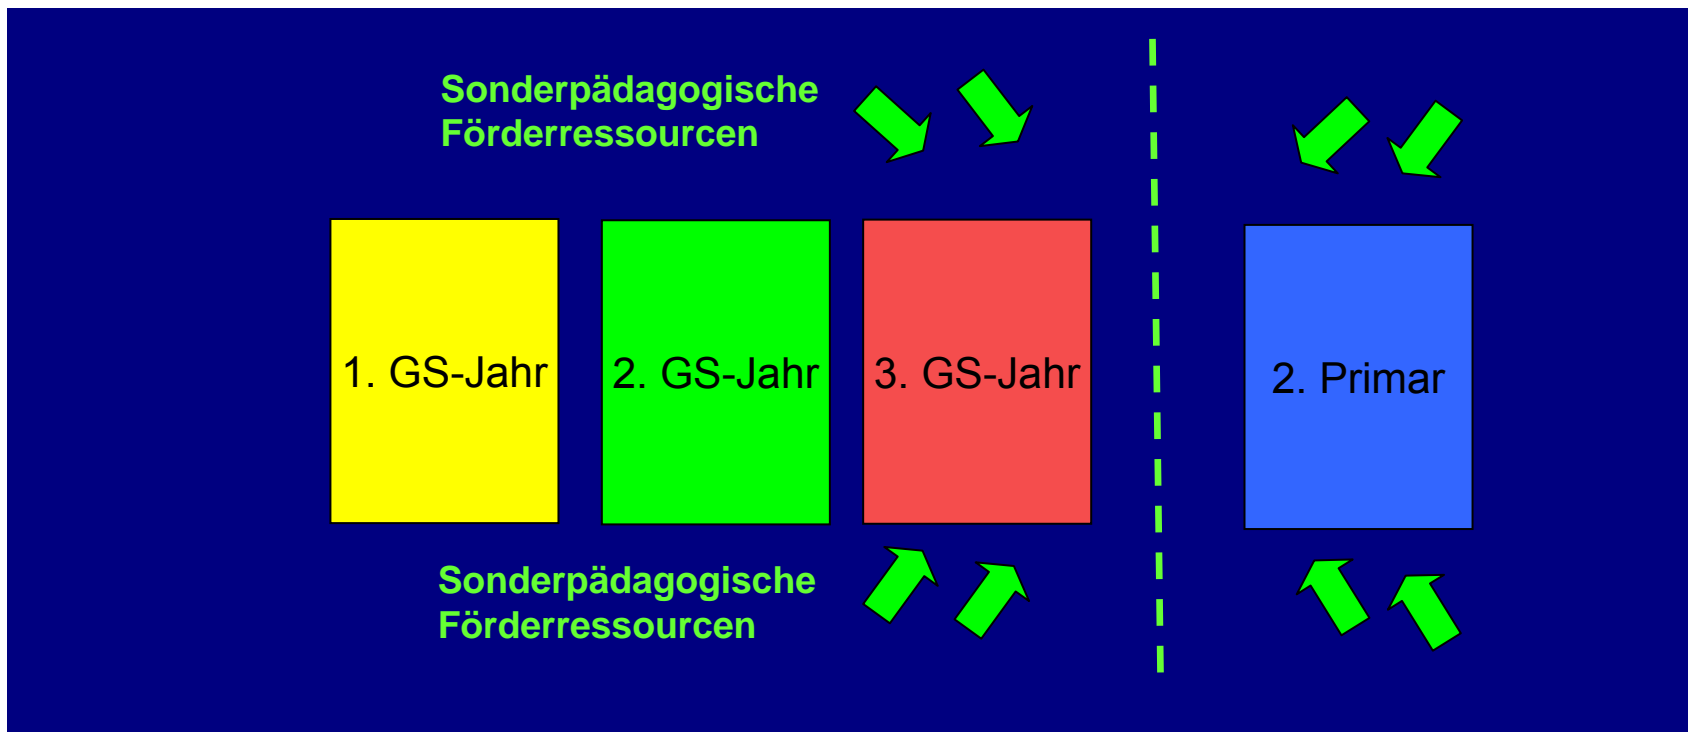 Sonderpädagogische
Förderressourcen
1. GS-Jahr
2. GS-Jahr
3. GS-Jahr
2. Primar
Sonderpädagogische
Förderressourcen